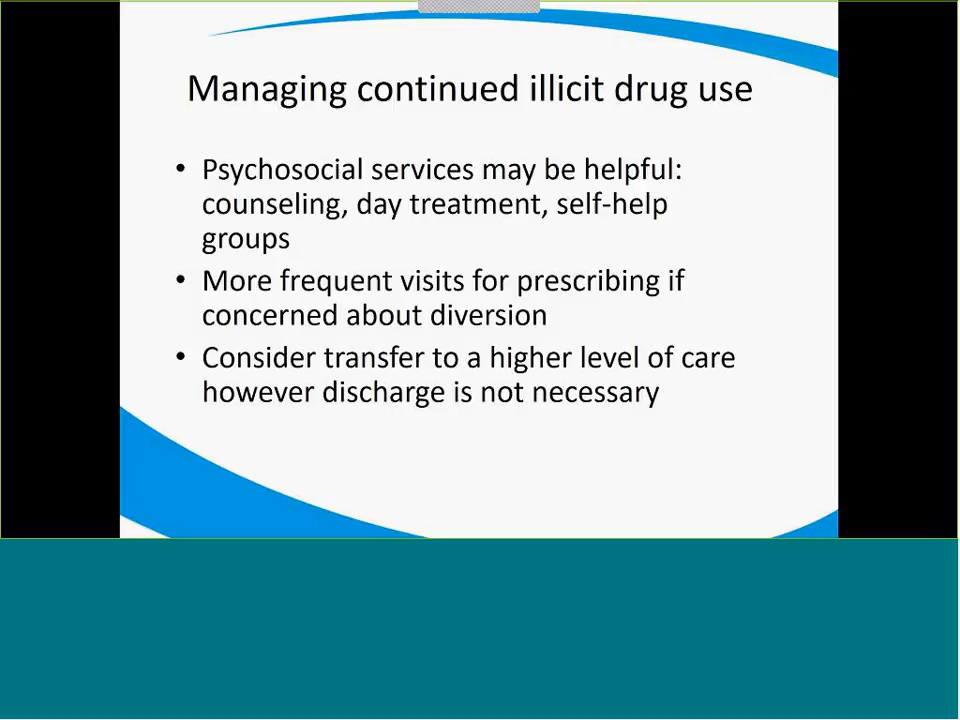 Managing continued illicit drug use
• Psychosocial services may be helpful:
counseling, day treatment, self-help
groups
• More frequent visits for prescribing if
concerned about diversion
• Consider transfer to a higher level of care
however discharge is not necessary